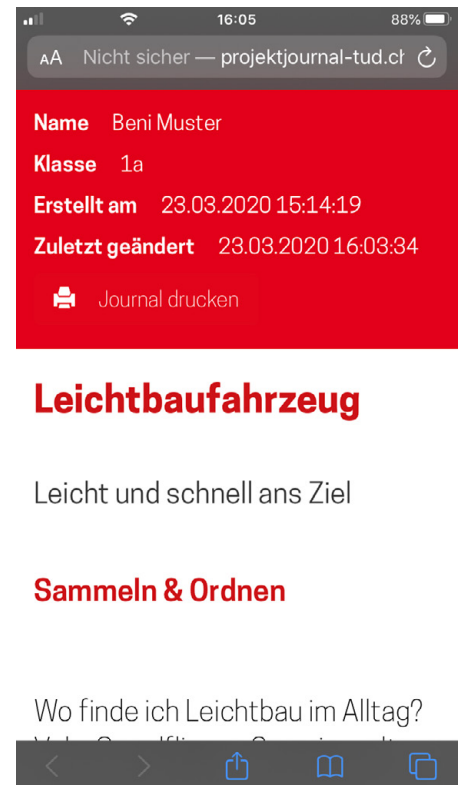 16:05
88%
AA Nicht sicher — projektjournal-tud.ch
Name Beni Muster
Klasse 1a
Erstellt am 23.03.2020 15:14:19
Zuletzt geändert 23.03.2020 16:03:34
Journal drucken
Leichtbaufahrzeug
Leicht und schnell ans Ziel
Sammeln & Ordnen
Wo finde ich Leichtbau im Alltag?